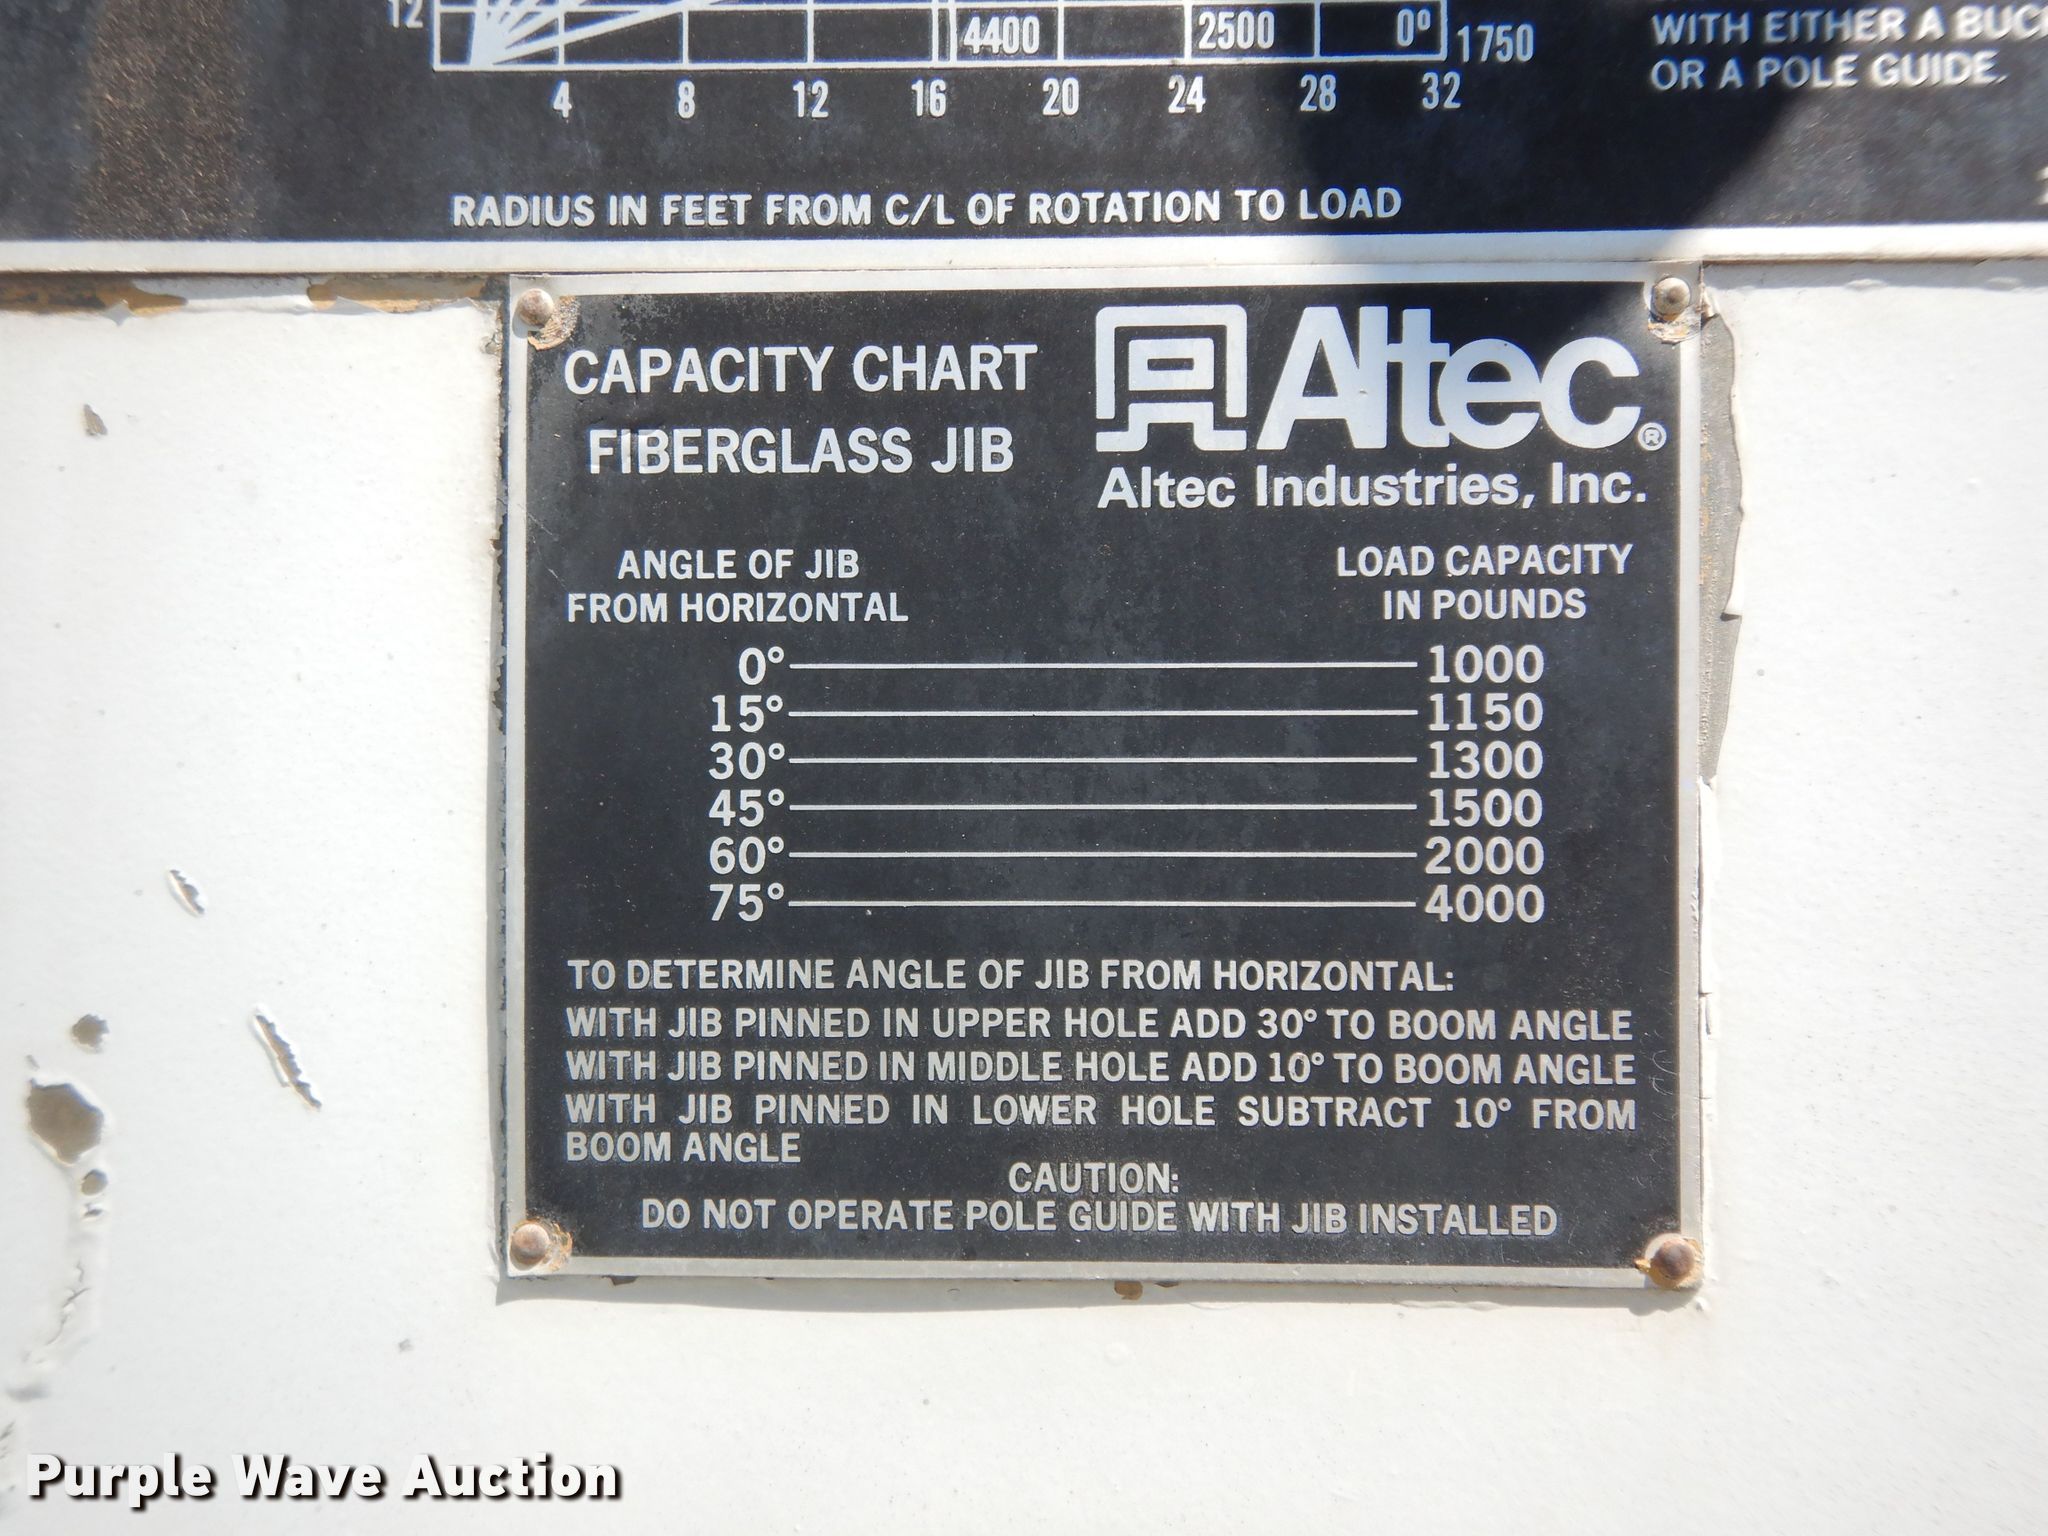 12
4400 2500 0° 1750
4 8 12 16 20 24 28 32
RADIUS IN FEET FROM C/L OF ROTATION TO LOAD
WITH EITHER A
OR A POLE GUIDE.
CAPACITY CHART
FIBERGLASS JIB
Altec®
Altec Industries, Inc.
ANGLE OF JIB
FROM HORIZONTAL
LOAD CAPACITY
IN POUNDS
0° 1000
15° 1150
30° 1300
45° 1500
60° 2000
75° 4000
TO DETERMINE ANGLE OF JIB FROM HORIZONTAL:
WITH JIB PINNED IN UPPER HOLE ADD 30° TO BOOM ANGLE
WITH JIB PINNED IN MIDDLE HOLE ADD 10° TO BOOM ANGLE
WITH JIB PINNED IN LOWER HOLE SUBTRACT 10° FROM
BOOM ANGLE
CAUTION:
DO NOT OPERATE POLE GUIDE WITH JIB INSTALLED
Purple Wave Auction